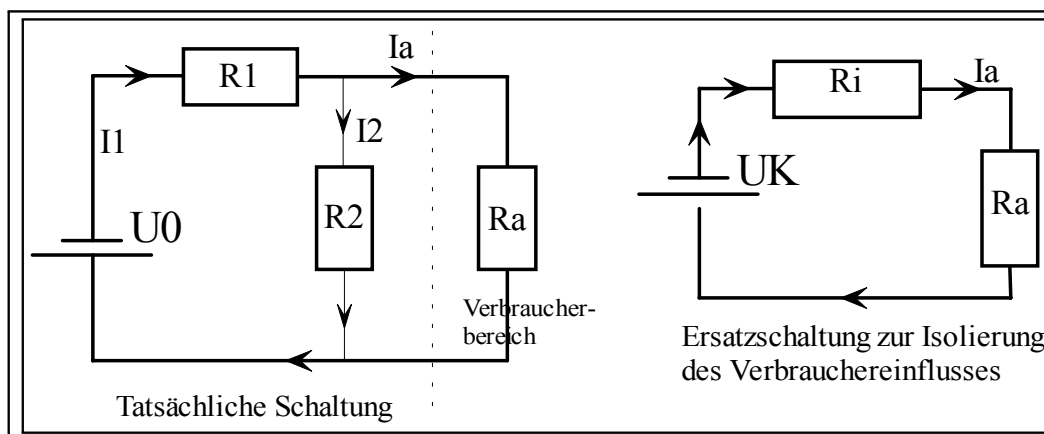 R1
Ia
I1
I2
U0
R2
Ra
Verbraucher-
bereich
Tatsächliche Schaltung
Ri
Ia
UK
Ra
Ersatzschaltung zur Isolierung
des Verbrauchereinflusses